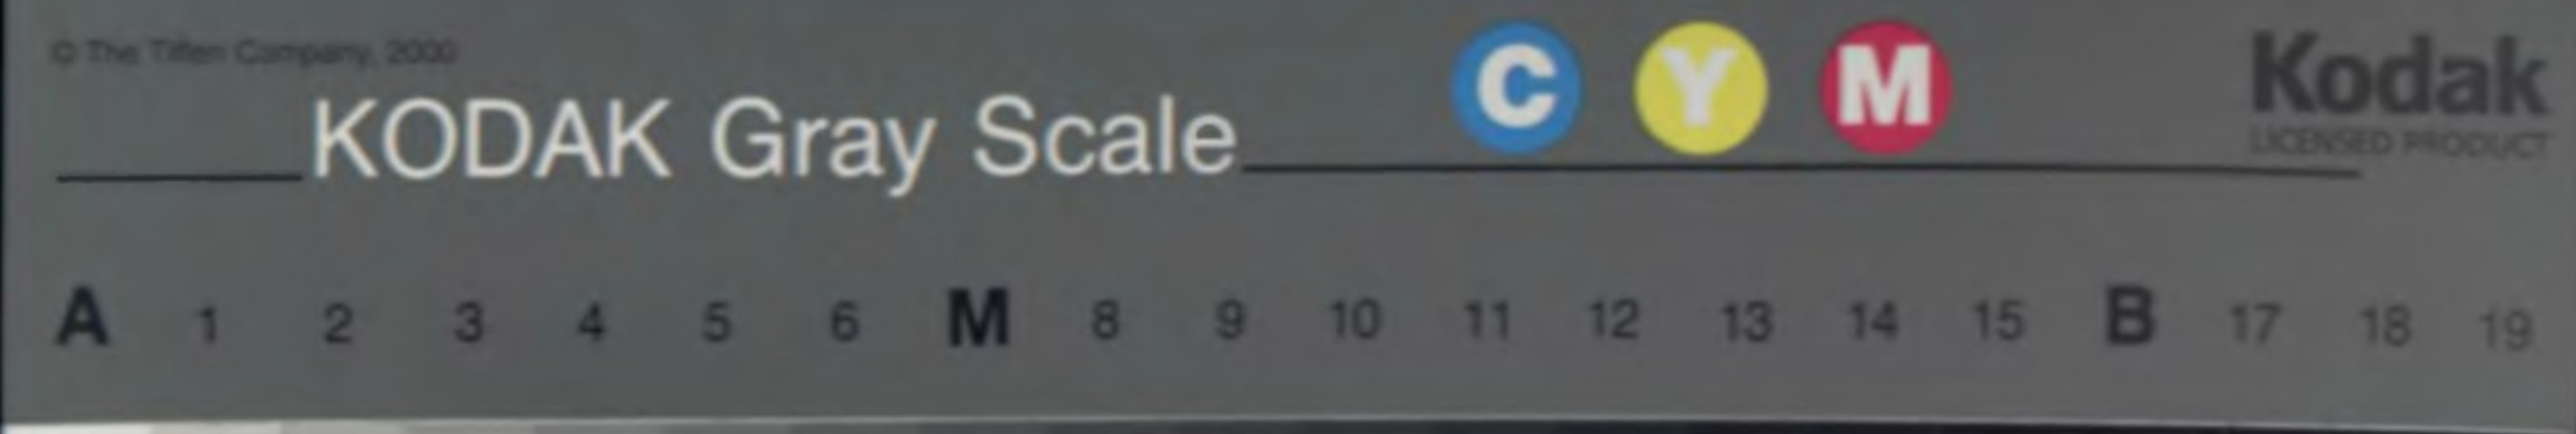 © The Tiffen Company, 2000
KODAK Gray Scale
C Y M
Kodak
LICENSED PRODUCT
A 1 2 3 4 5 6 M 8 9 10 11 12 13 14 15 B 17 18 19